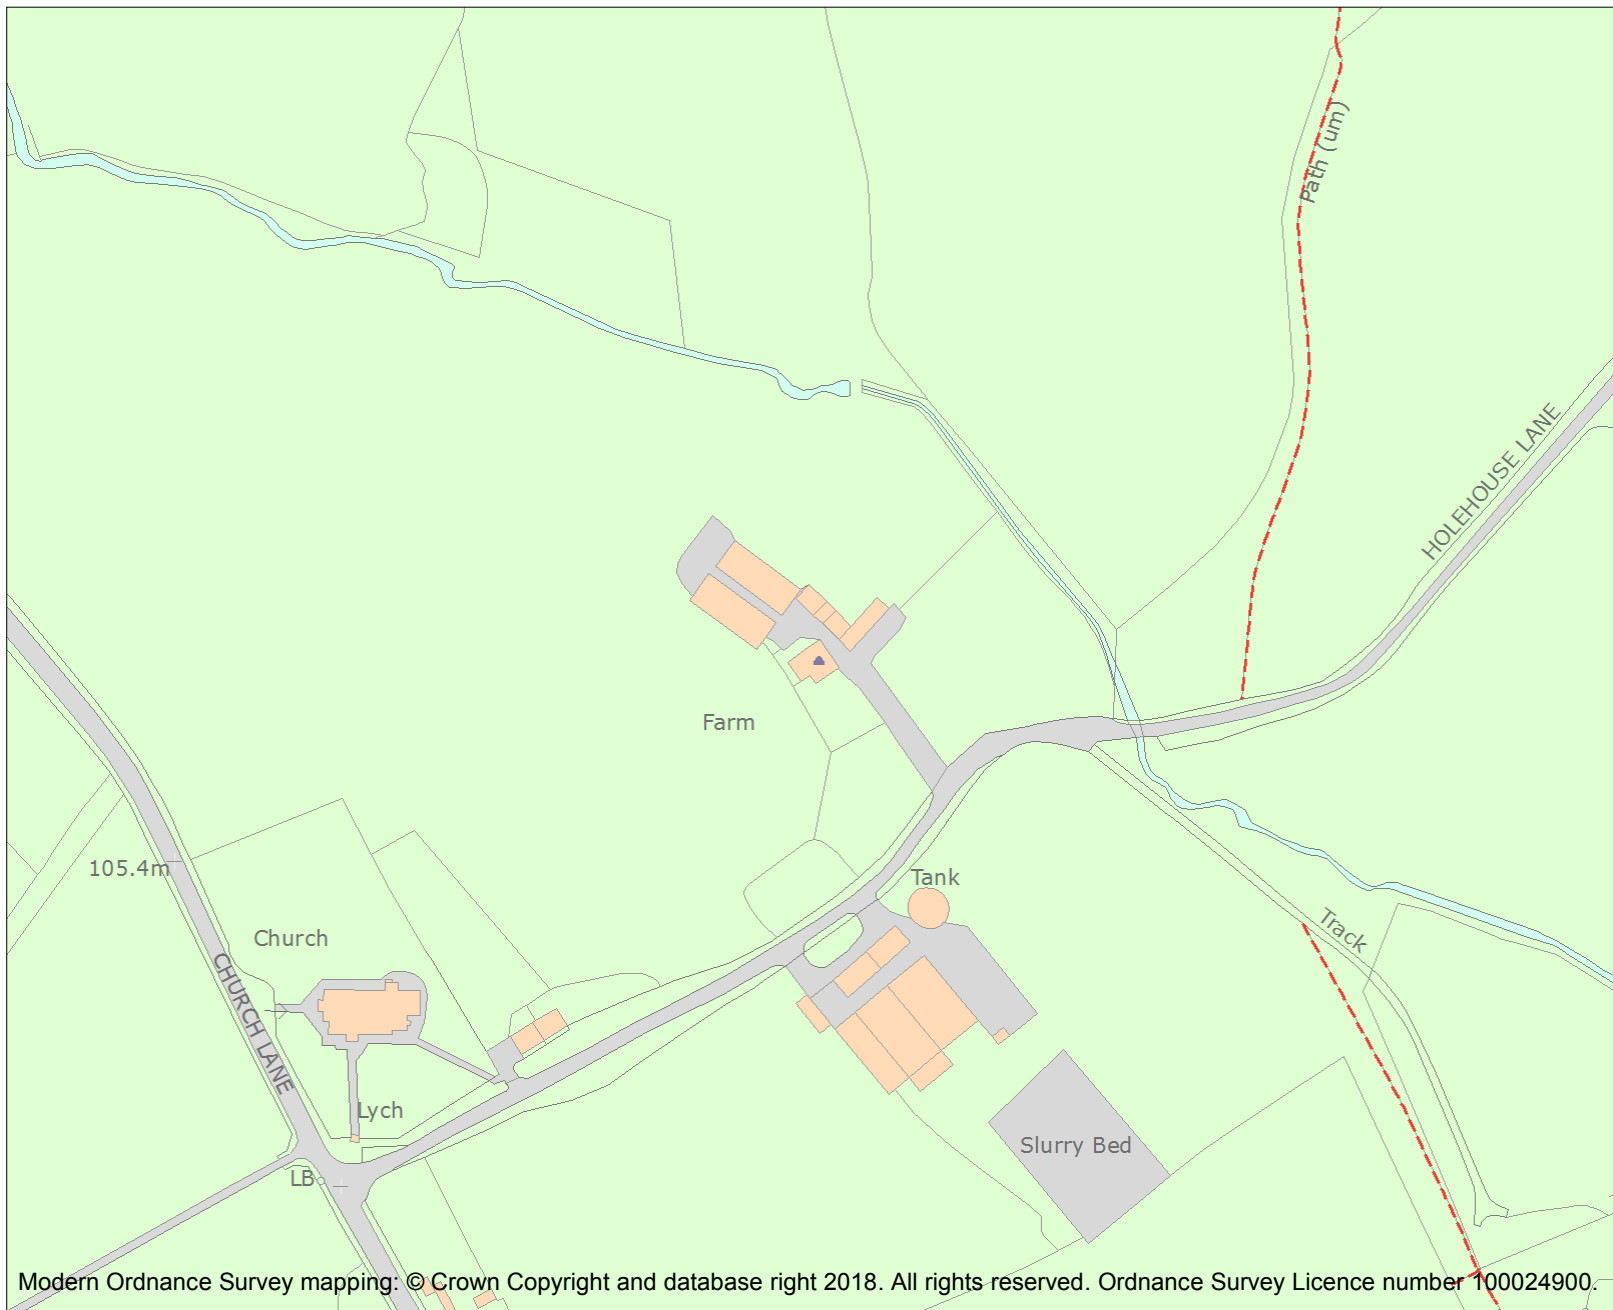 Path (um)
HOLEHOUSE LANE
Farm
105.4m
Tank
Church
Track
CHURCH LANE
Lych
Slurry Bed
LB
Modern Ordnance Survey mapping: © Crown Copyright and database right 2018. All rights reserved. Ordnance Survey Licence number 100024900.